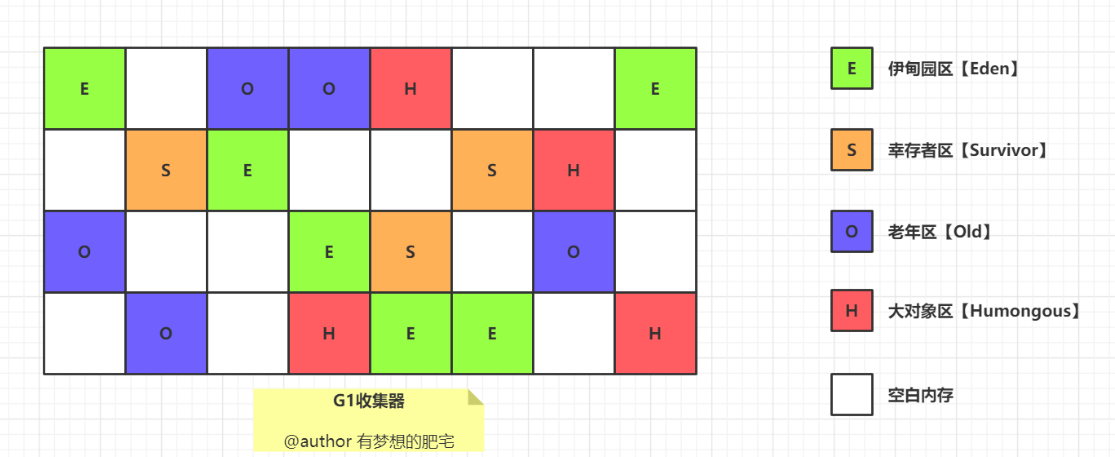 E O O H E
S E S H
O E S O
O H E E H
E 伊甸园区【Eden】
S 幸存者区【Survivor】
O 老年区【Old】
H 大对象区【Humongous】
空白内存
G1收集器
@author 有梦想的肥宅